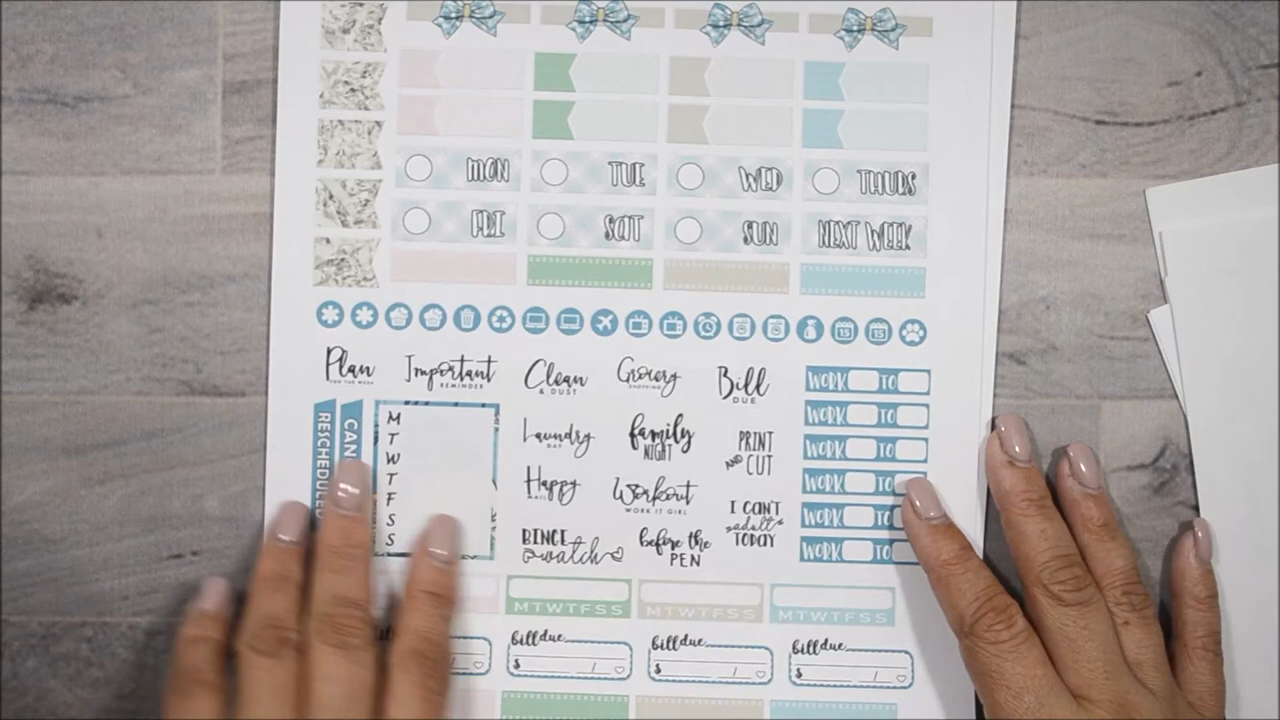 MON TUE WED THURS
FRI SAT SUN NEXT WEEK
15 15
Plan
FOR THE WEEK
Important
REMINDER
Clean
& DUST
Grocery
SHOPPING
Bill
DUE
WORK TO
WORK TO
WORK TO
WORK TO
WORK TO
WORK
RESCHEDULED
CAN
M
T
W
T
F
S
S
Laundry
DAY
family
NIGHT
PRINT
AND CUT
Happy
MAIL
Workout
WORK IT GIRL
I CAN'T
adult
TODAY
BINGE
watch
before the
PEN
MTWTFSS MTWTFSS MTWTFSS
Bill due Bill due Bill due
/ $ / $ / $ /